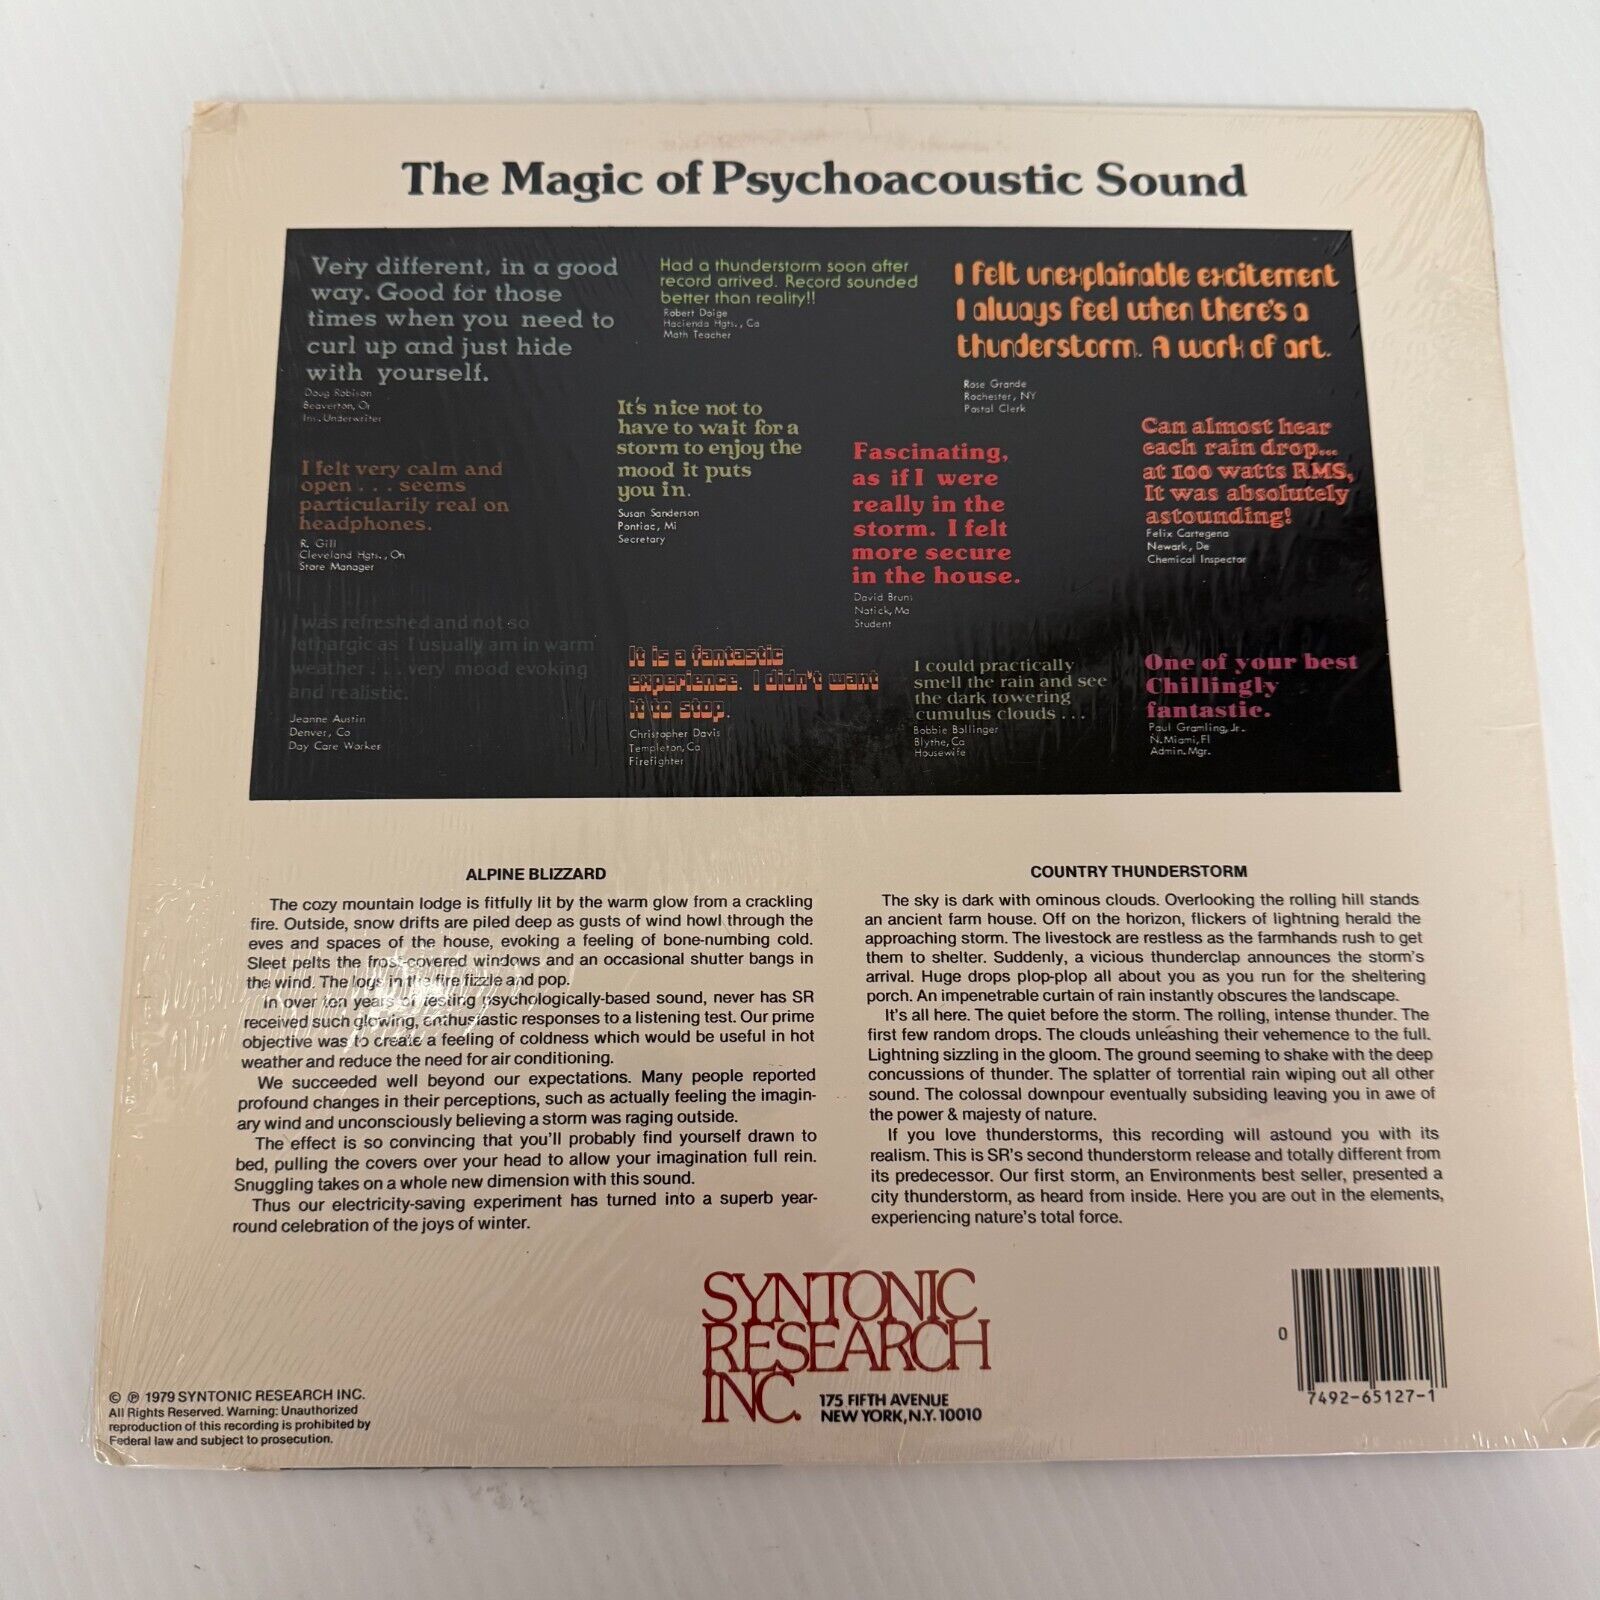 The Magic of Psychoacoustic Sound
Very different, in a good
way. Good for those
times when you need to
curl up and just hide
with yourself.
Doug Robison
Beaverton, Or
Ins. Underwriter
Had a thunderstorm soon after
record arrived. Record sounded
better than reality!!
Robert Doige
Hacienda Hgts., Ca
Math Teacher
I felt unexplainable excitement
I always feel when there's a
thunderstorm. A work of art.
Rose Grande
Rochester, NY
Postal Clerk
It's nice not to
have to wait for a
storm to enjoy the
mood it puts
you in.
Susan Sanderson
Pontiac, Mi
Secretary
Fascinating,
as if I were
really in the
storm. I felt
more secure
in the house.
David Bruns
Natick, Ma
Student
Can almost hear
each rain drop...
at 100 watts RMS,
It was absolutely
astounding!
Felix Cartegena
Newark, De
Chemical Inspector
I felt very calm and
open . . . seems
particularily real on
headphones.
R. Gill
Cleveland Hgts., Oh
Store Manager
I was refreshed and not so
lethargic as I usually am in warm
weather . . . very mood evoking
and realistic.
Jeanne Austin
Denver, Co
Day Care Worker
It is a fantastic
experience. I didn't want
it to stop.
Christopher Davis
Templeton, Ca
Firefighter
I could practically
smell the rain and see
the dark towering
cumulus clouds . . .
Bobbie Bollinger
Blythe, Ca
Housewife
One of your best
Chillingly
fantastic.
Paul Gramling, Jr.
N. Miami, Fl
Admin. Mgr.
ALPINE BLIZZARD
The cozy mountain lodge is fitfully lit by the warm glow from a crackling
fire. Outside, snow drifts are piled deep as gusts of wind howl through the
eves and spaces of the house, evoking a feeling of bone-numbing cold.
Sleet pelts the frost-covered windows and an occasional shutter bangs in
the wind. The logs in the fire fizzle and pop.
In over ten years of testing psychologically-based sound, never has SR
received such glowing, enthusiastic responses to a listening test. Our prime
objective was to create a feeling of coldness which would be useful in hot
weather and reduce the need for air conditioning.
We succeeded well beyond our expectations. Many people reported
profound changes in their perceptions, such as actually feeling the imagin-
ary wind and unconsciously believing a storm was raging outside.
The effect is so convincing that you'll probably find yourself drawn to
bed, pulling the covers over your head to allow your imagination full rein.
Snuggling takes on a whole new dimension with this sound.
Thus our electricity-saving experiment has turned into a superb year-
round celebration of the joys of winter.
COUNTRY THUNDERSTORM
The sky is dark with ominous clouds. Overlooking the rolling hill stands
an ancient farm house. Off on the horizon, flickers of lightning herald the
approaching storm. The livestock are restless as the farmhands rush to get
them to shelter. Suddenly, a vicious thunderclap announces the storm's
arrival. Huge drops plop-plop all about you as you run for the sheltering
porch. An impenetrable curtain of rain instantly obscures the landscape.
It's all here. The quiet before the storm. The rolling, intense thunder. The
first few random drops. The clouds unleashing their vehemence to the full.
Lightning sizzling in the gloom. The ground seeming to shake with the deep
concussions of thunder. The splatter of torrential rain wiping out all other
sound. The colossal downpour eventually subsiding leaving you in awe of
the power & majesty of nature.
If you love thunderstorms, this recording will astound you with its
realism. This is SR's second thunderstorm release and totally different from
its predecessor. Our first storm, an Environments best seller, presented a
city thunderstorm, as heard from inside. Here you are out in the elements,
experiencing nature's total force.
SYNTONIC
RESEARCH
INC.
175 FIFTH AVENUE
NEW YORK, N.Y. 10010
© ℗ 1979 SYNTONIC RESEARCH INC.
All Rights Reserved. Warning: Unauthorized
reproduction of this recording is prohibited by
Federal law and subject to prosecution.
0 7492-65127-1